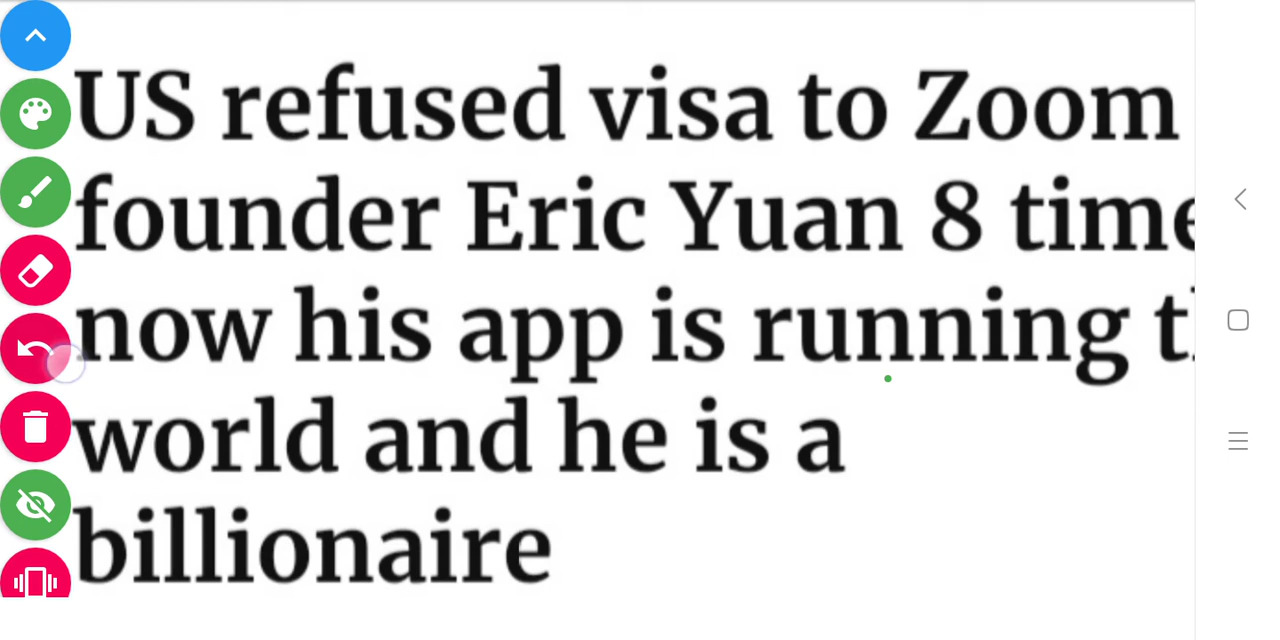 US refused visa to Zoom
founder Eric Yuan 8 time
now his app is running
world and he is a
billionaire